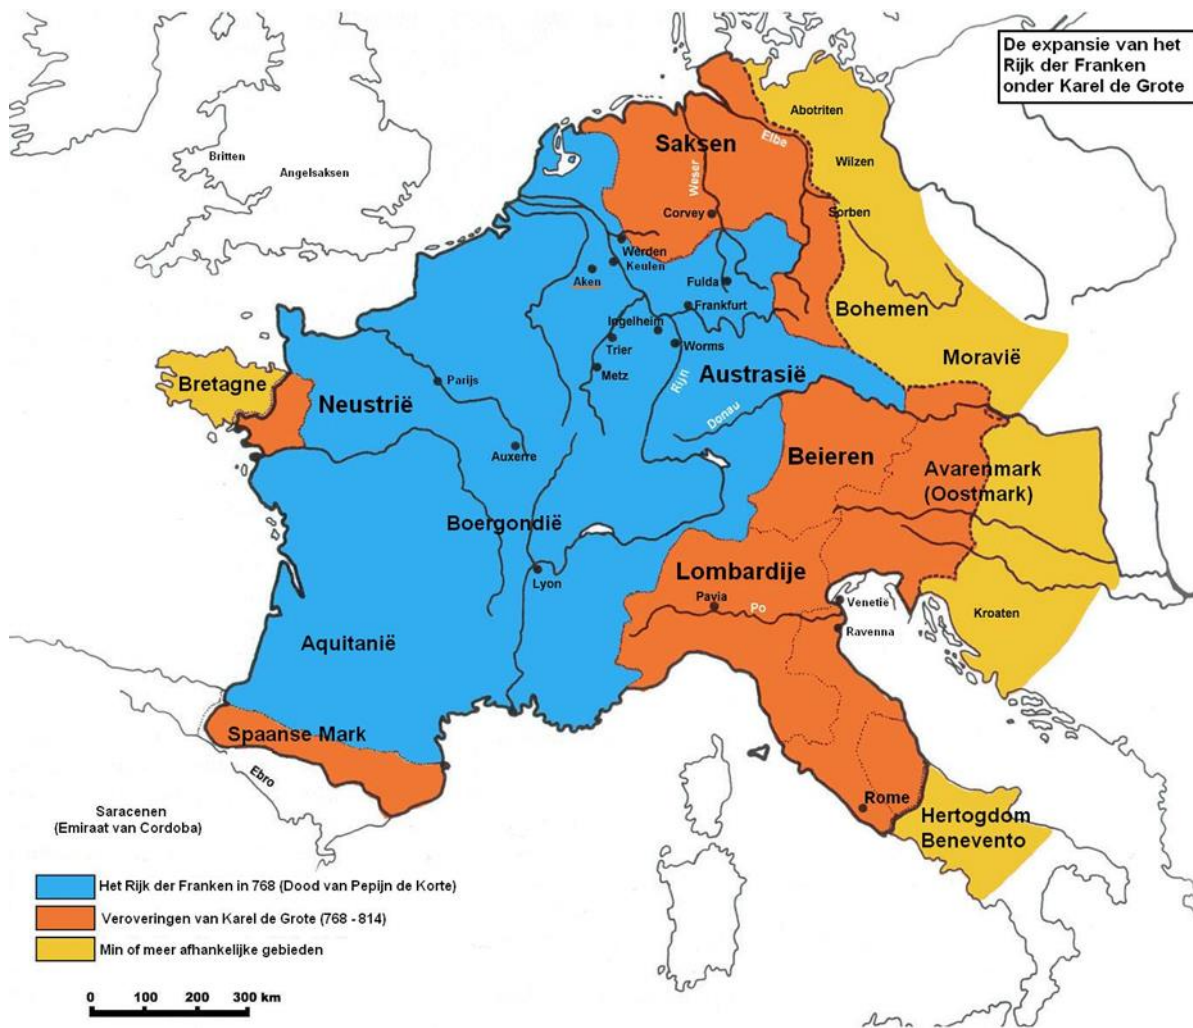 De expansie van het
Rijk der Franken
onder Karel de Grote
Abotriten
Saksen
Elbe
Britten
Angelsaksen
Weser
Wilzen
Corvey
Sorben
Werden
Keulen
Aken
Fulda
Frankfurt
Bohemen
Ingelheim
Trier
Worms
Moravië
Metz
Rijn
Austrasië
Bretagne
Parijs
Neustrië
Donau
Auxerre
Beieren
Avarenmark
(Oostmark)
Boergondië
Lyon
Lombardije
Pavia
Po
Venetië
Kroaten
Ravenna
Aquitanië
Spaanse Mark
Ebro
Rome
Saracenen
(Emiraat van Cordoba)
Hertogdom
Benevento
Het Rijk der Franken in 768 (Dood van Pepijn de Korte)
Veroveringen van Karel de Grote (768 - 814)
Min of meer afhankelijke gebieden
0 100 200 300 km